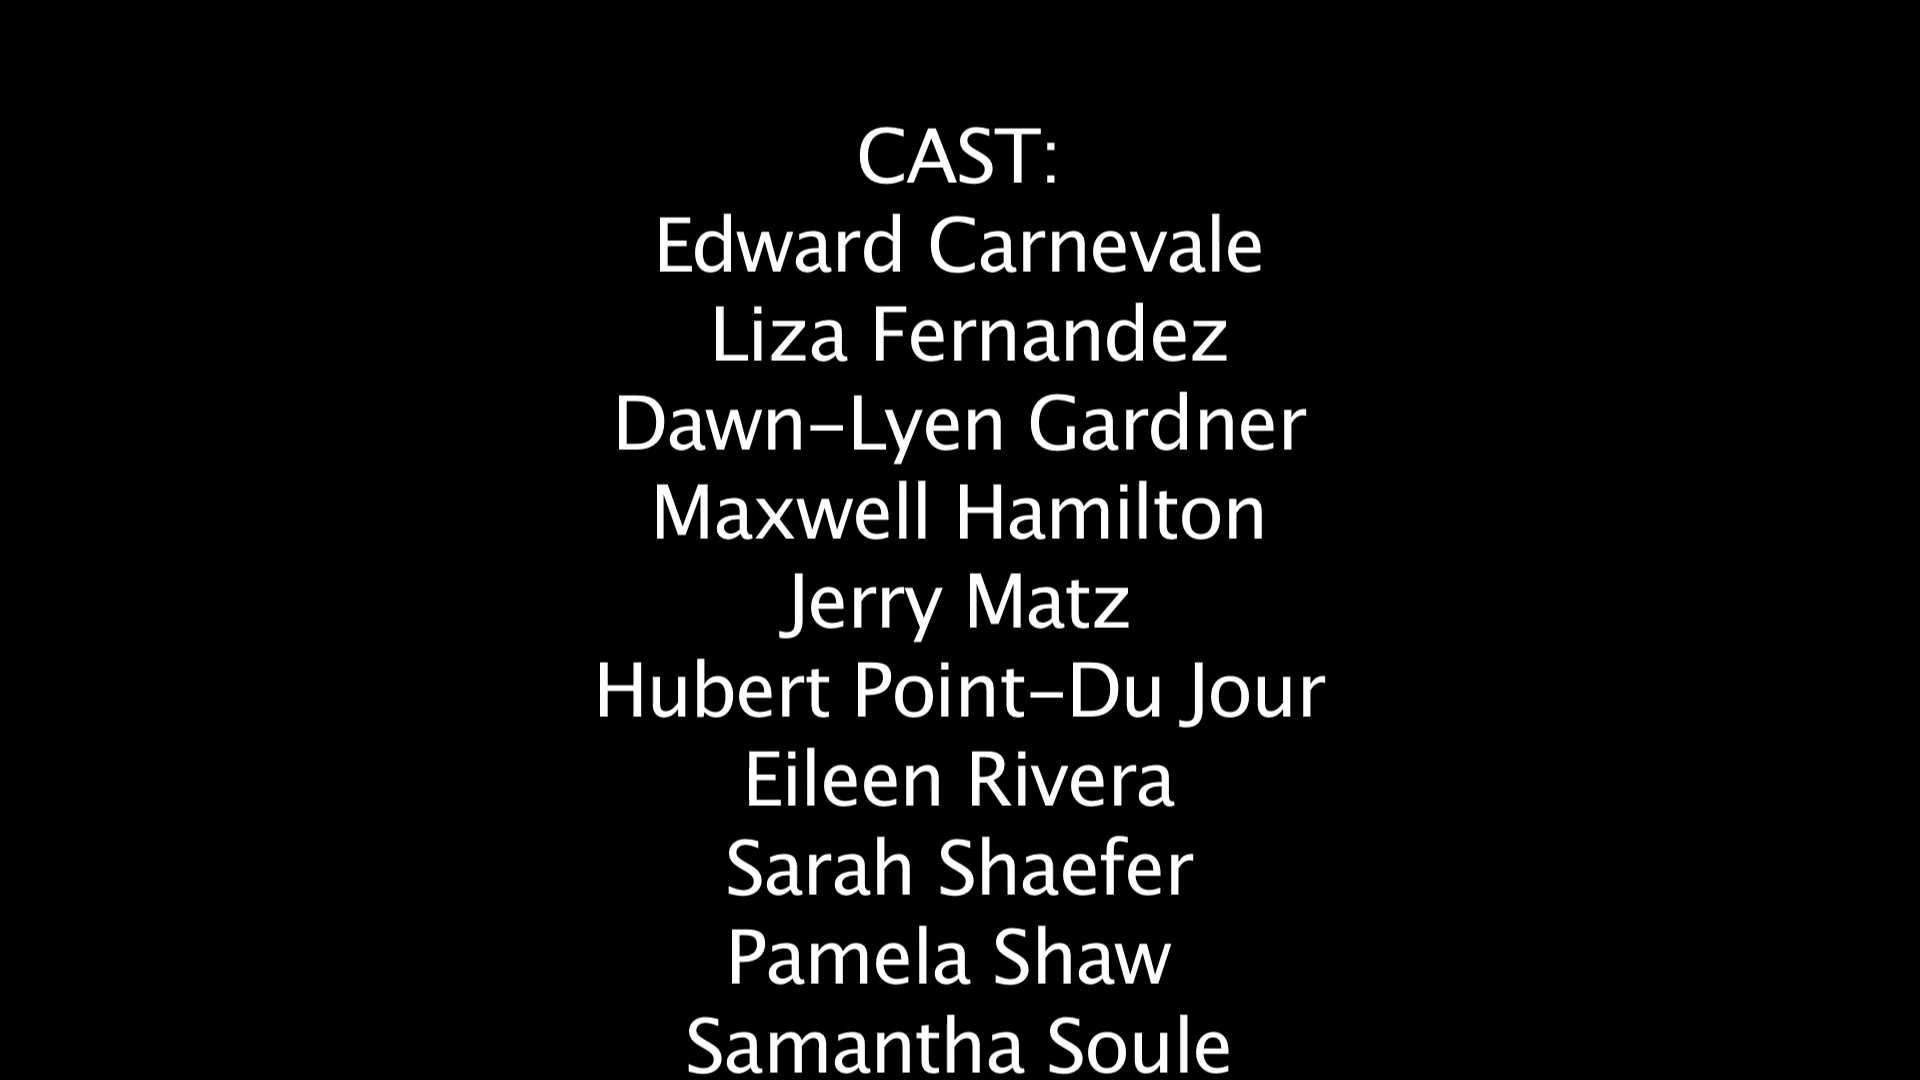 CAST:
Edward Carnevale
Liza Fernandez
Dawn-Lyen Gardner
Maxwell Hamilton
Jerry Matz
Hubert Point-Du Jour
Eileen Rivera
Sarah Shaefer
Pamela Shaw
Samantha Soule